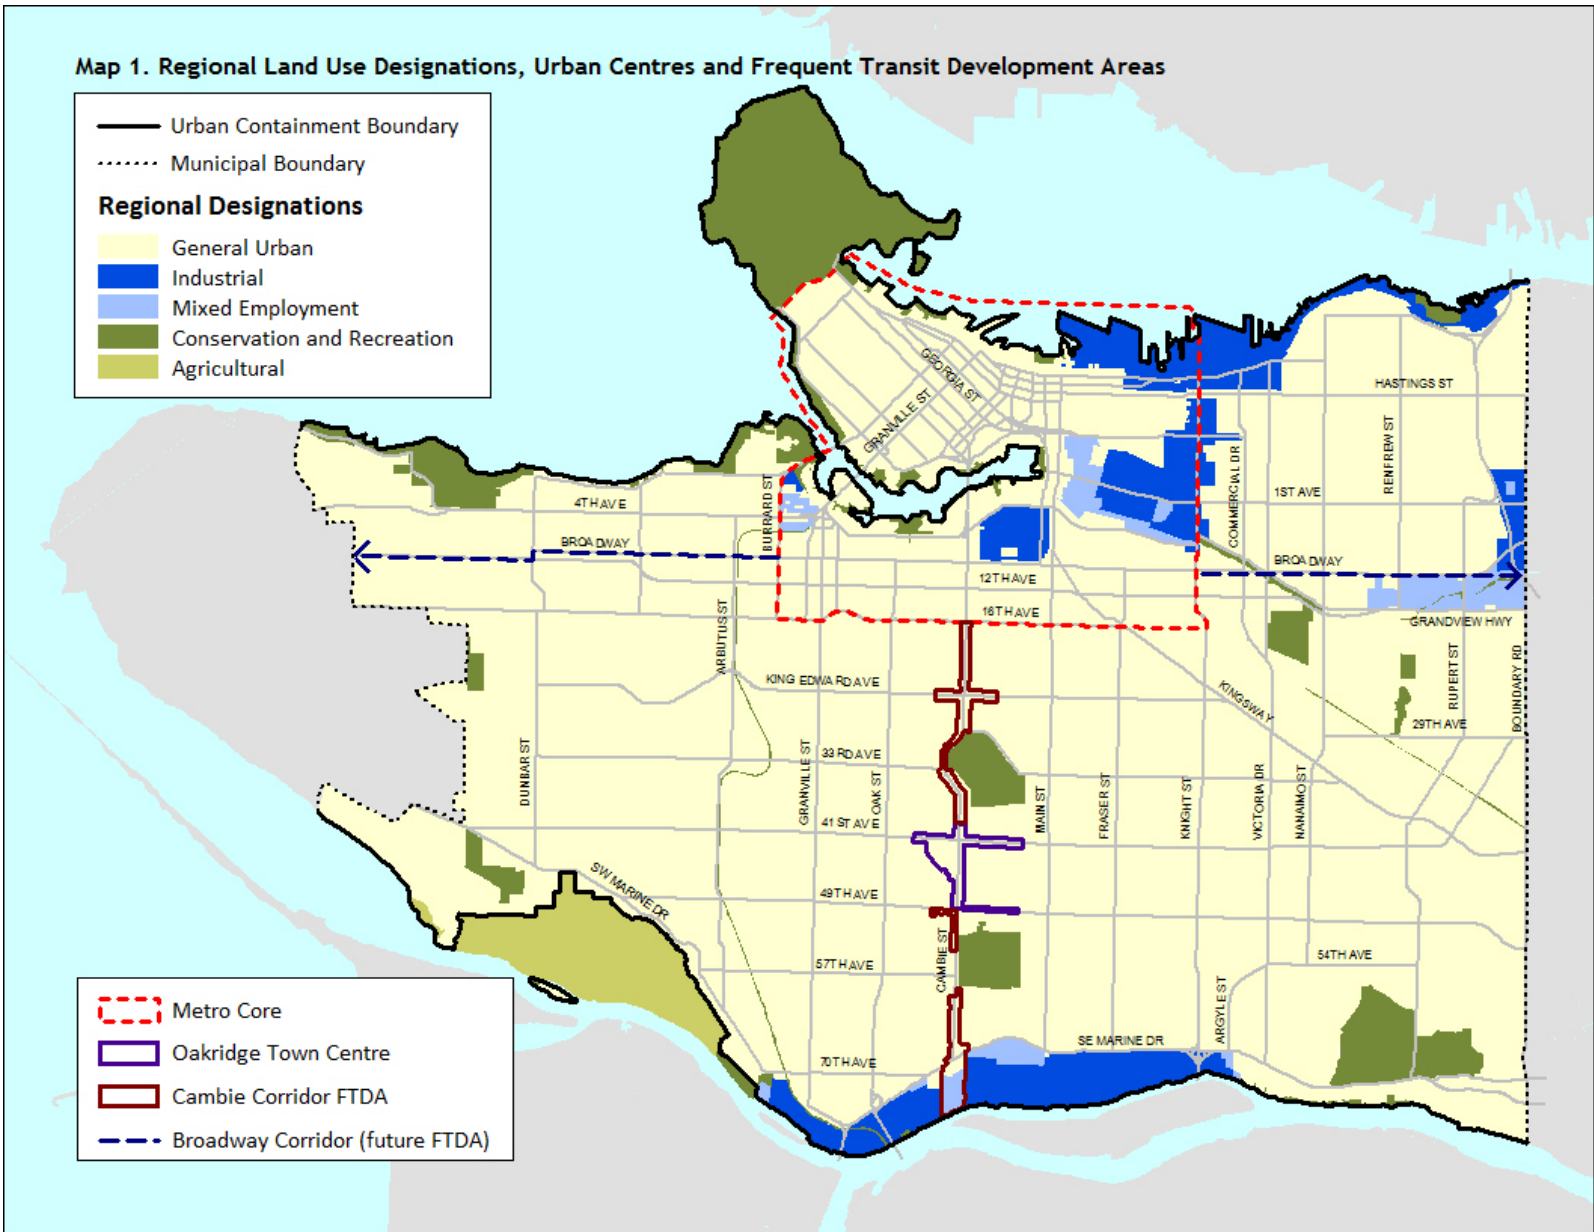 Map 1. Regional Land Use Designations, Urban Centres and Frequent Transit Development Areas
Urban Containment Boundary
Municipal Boundary
Regional Designations
General Urban
Industrial
Mixed Employment
Conservation and Recreation
Agricultural
GEORGIA ST
GRANVILLE ST
HASTINGS ST
RENFREW ST
COMMERCIAL DR
1ST AVE
4TH AVE
BURRARD ST
BROADWAY
BROADWAY
12TH AVE
16TH AVE
GRANDVIEW HWY
ARBUTUS ST
KING EDWARD AVE
KINGSWAY
RUPERT ST
BOUNDARY RD
29TH AVE
DUNBAR ST
GRANVILLE ST
33RD AVE
OAK ST
41ST AVE
MAIN ST
FRASER ST
KNIGHT ST
VICTORIA DR
NANAIMO ST
SW MARINE DR
49TH AVE
57TH AVE
CAMBIE ST
54TH AVE
ARGYLE ST
SE MARINE DR
70TH AVE
Metro Core
Oakridge Town Centre
Cambie Corridor FTDA
Broadway Corridor (future FTDA)